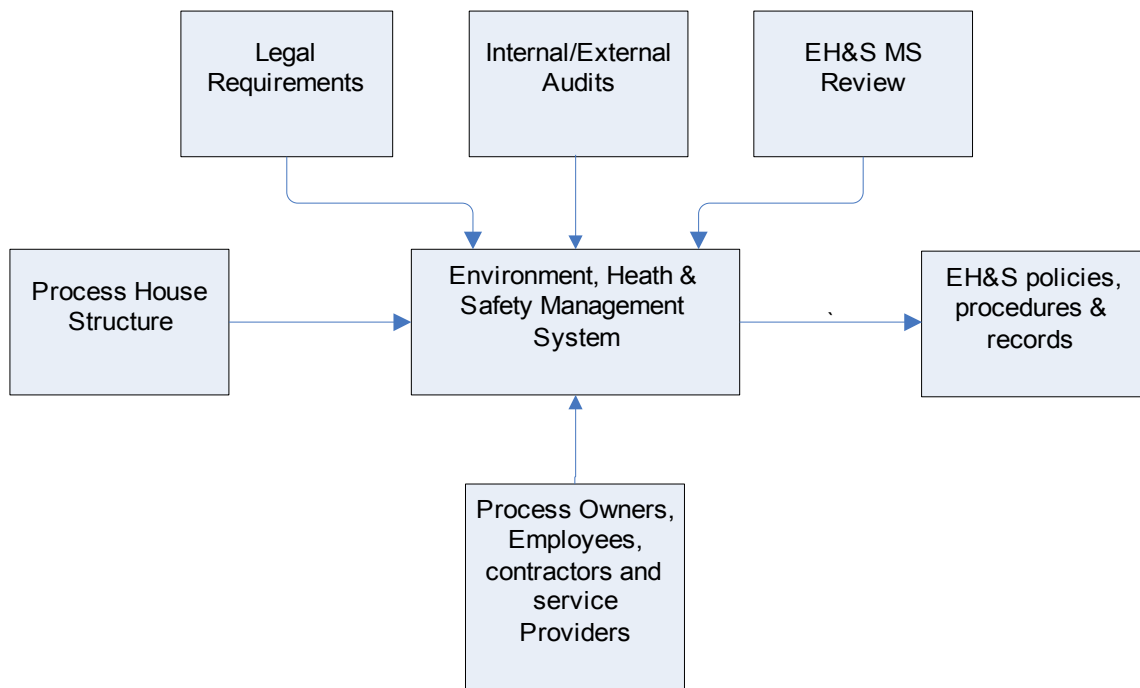 Legal
Requirements
Internal/External
Audits
EH&S MS
Review
Process House
Structure
Environment, Heath &
Safety Management
System
`
EH&S policies,
procedures &
records
Process Owners,
Employees,
contractors and
service
Providers